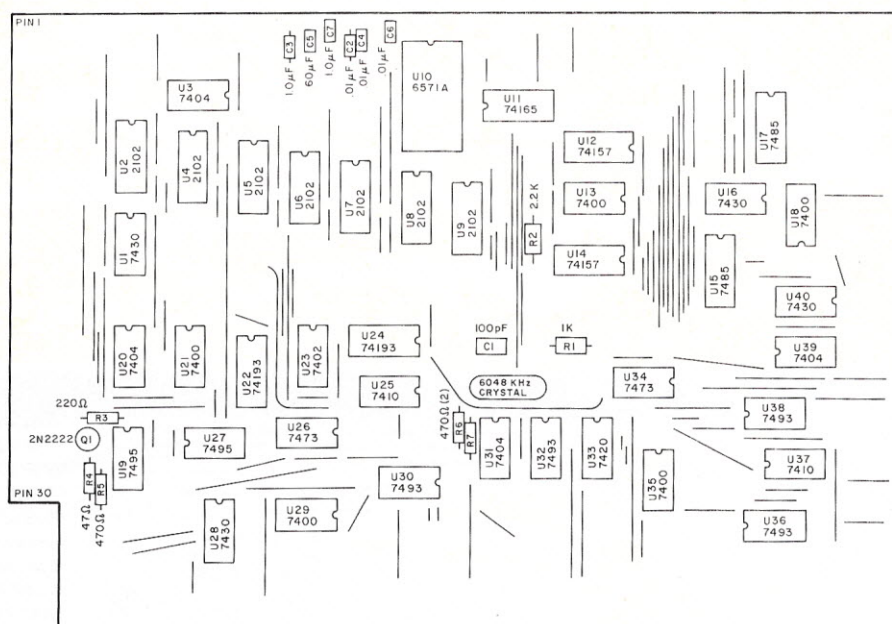 PIN 1
C3
1.0µF
C5
60µF
C7
1.0µF
C2
.01µF
C4
.01µF
C6
.01µF
U3
7404
U10
6571A
U11
74165
U17
7485
U2
2102
U4
2102
U5
2102
U6
2102
U7
2102
U8
2102
U9
2102
2.2K
R2
U12
74157
U13
7400
U14
74157
U16
7430
U18
7400
U1
7430
U15
7485
U40
7430
U20
7404
U21
7400
U22
74193
U23
7402
U24
74193
U25
7410
100pF
C1
1K
R1
6048 KHz
CRYSTAL
U34
7473
U39
7404
220Ω
R3
2N2222
Q1
U19
7495
U27
7495
U26
7473
470Ω(2)
R6
R7
U31
7404
U32
7493
U33
7420
U38
7493
PIN 30
R4
R5
47Ω
470Ω
U30
7493
U35
7400
U37
7410
U28
7430
U29
7400
U36
7493